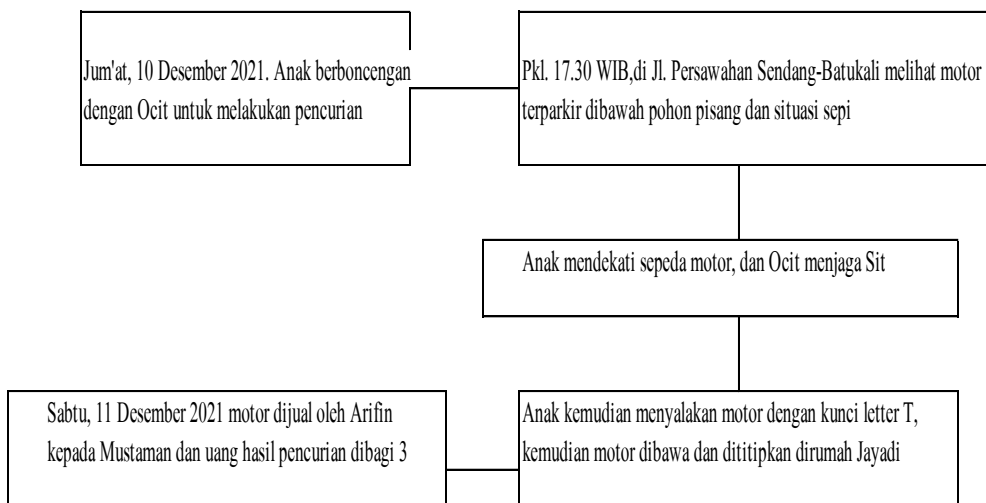 Jum'at, 10 Desember 2021. Anak berboncengan
dengan Ocit untuk melakukan pencurian
Pkl. 17.30 WIB,di Jl. Persawahan Sendang-Batukali melihat motor
terparkir dibawah pohon pisang dan situasi sepi
Anak mendekati sepeda motor, dan Ocit menjaga Sit
Anak kemudian menyalakan motor dengan kunci letter T,
kemudian motor dibawa dan dititipkan dirumah Jayadi
Sabtu, 11 Desember 2021 motor dijual oleh Arifin
kepada Mustaman dan uang hasil pencurian dibagi 3